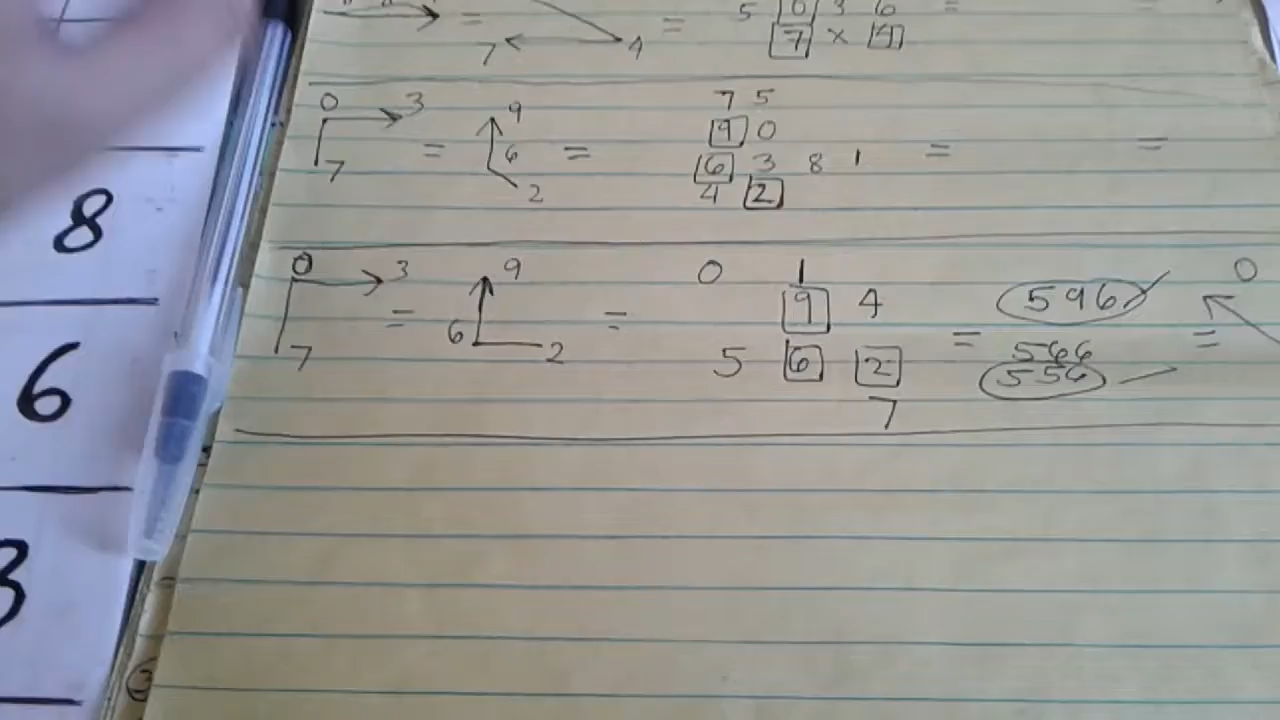 = 7 4 = 5 0 3 6 =
7 × 4
7 5
0 3 9 9 0
7 = 6 = 6 3 8 1 = =
2 4 2
0 3 9 0 1 0
9 4 596
7 = 6 2 = 5 6 2 = 566 =
556
7
8
6
3